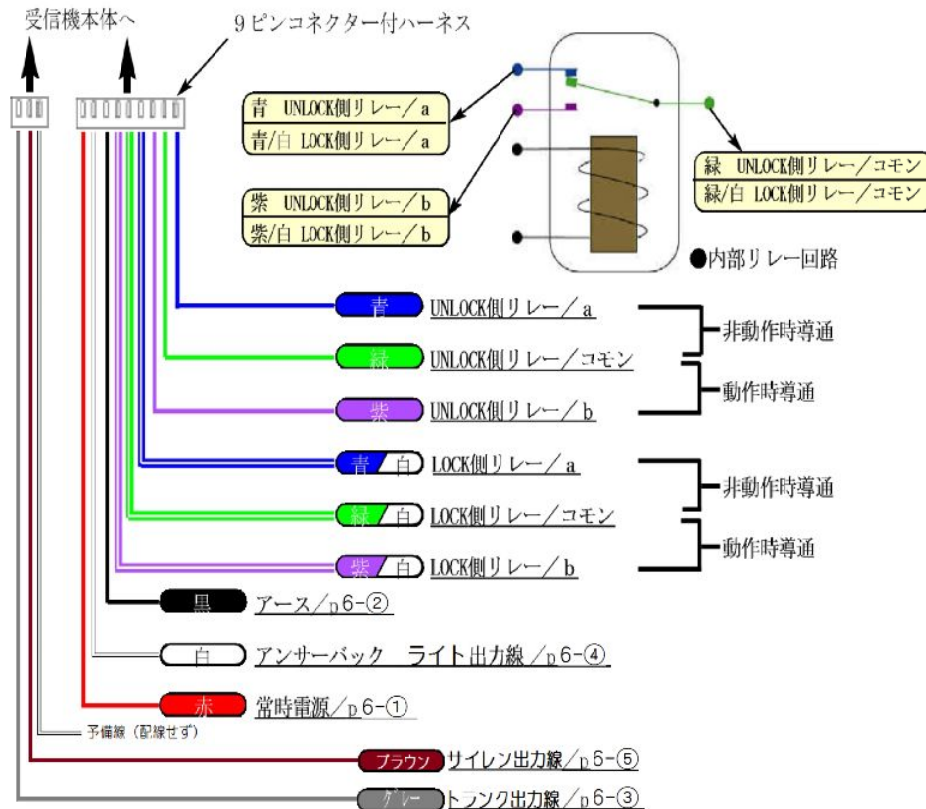 受信機本体へ
9ピンコネクター付ハーネス
青 UNLOCK側リレー/a
青/白 LOCK側リレー/a
紫 UNLOCK側リレー/b
紫/白 LOCK側リレー/b
緑 UNLOCK側リレー/コモン
緑/白 LOCK側リレー/コモン
●内部リレー回路
青 UNLOCK側リレー/a
非動作時導通
緑 UNLOCK側リレー/コモン
動作時導通
紫 UNLOCK側リレー/b
青/白 LOCK側リレー/a
非動作時導通
緑/白 LOCK側リレー/コモン
動作時導通
紫/白 LOCK側リレー/b
黒 アース/p6-②
白 アンサーバック ライト出力線/p6-④
赤 常時電源/p6-①
予備線(配線せず)
ブラウン サイレン出力線/p6-⑤
グレー トランク出力線/p6-③